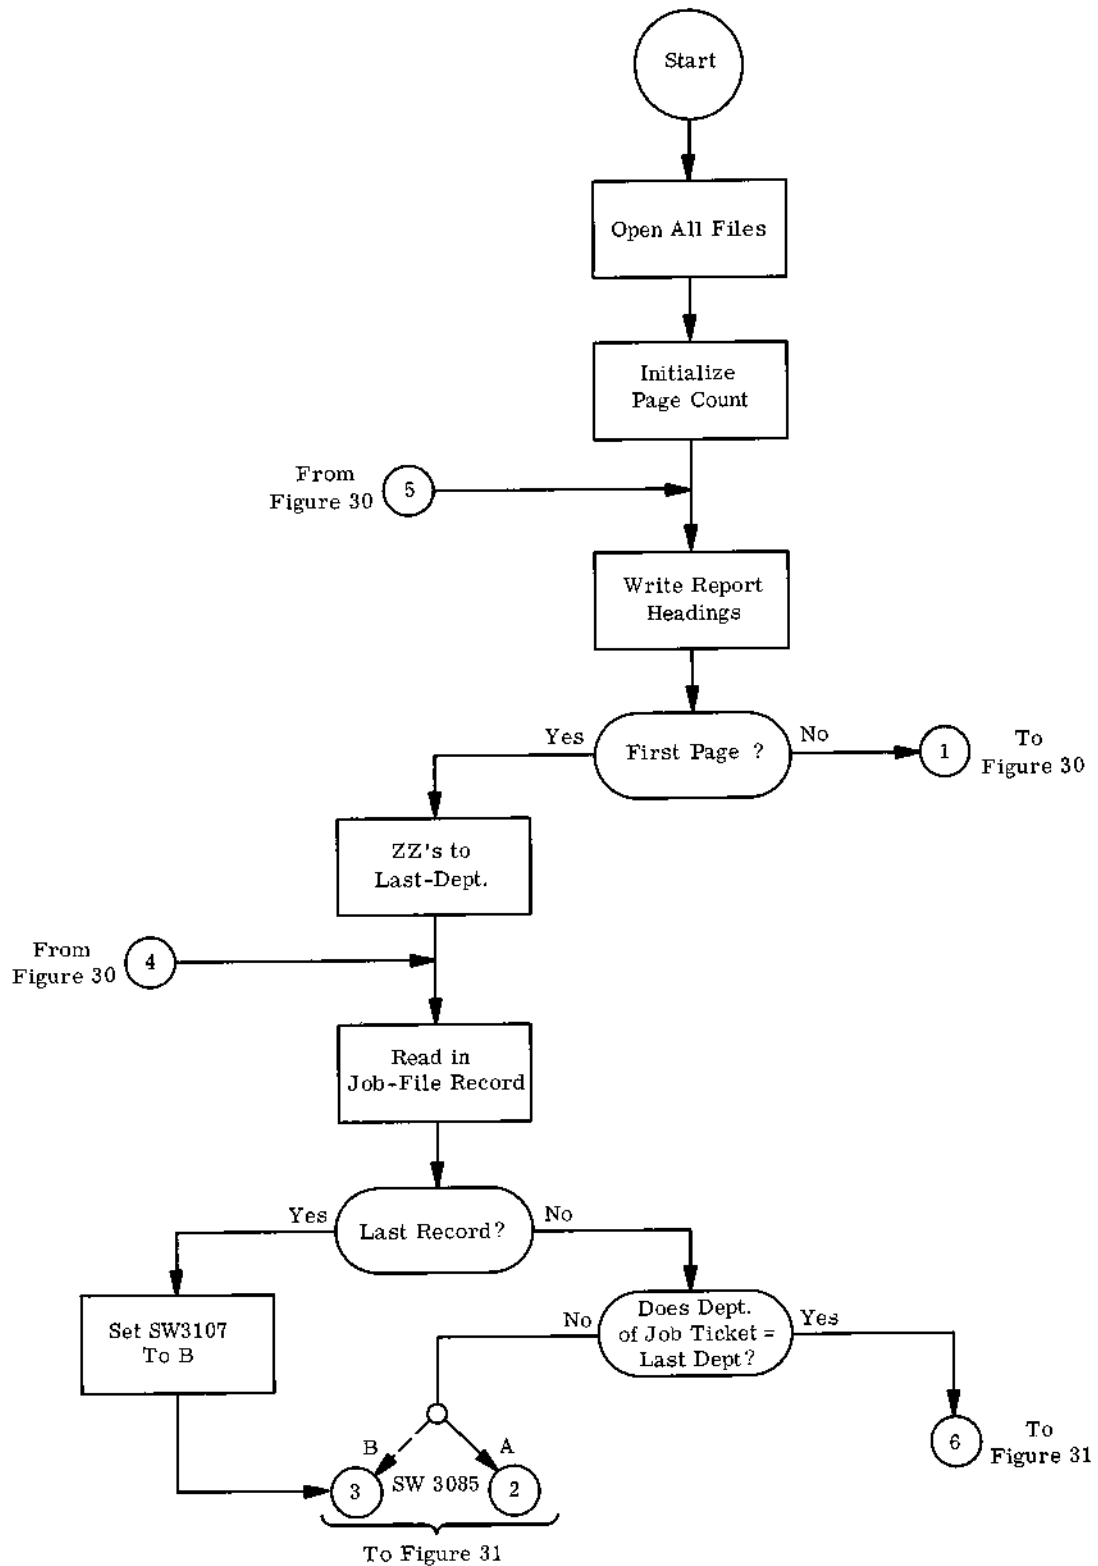 Start
Open All Files
Initialize
Page Count
From
Figure 30
5
Write Report
Headings
Yes
First Page ?
No
1
To
Figure 30
ZZ's to
Last-Dept.
From
Figure 30
4
Read in
Job-File Record
Yes
Last Record?
No
Set SW3107
To B
No
Does Dept.
of Job Ticket =
Last Dept?
Yes
B
A
3
SW 3085
2
6
To
Figure 31
To Figure 31